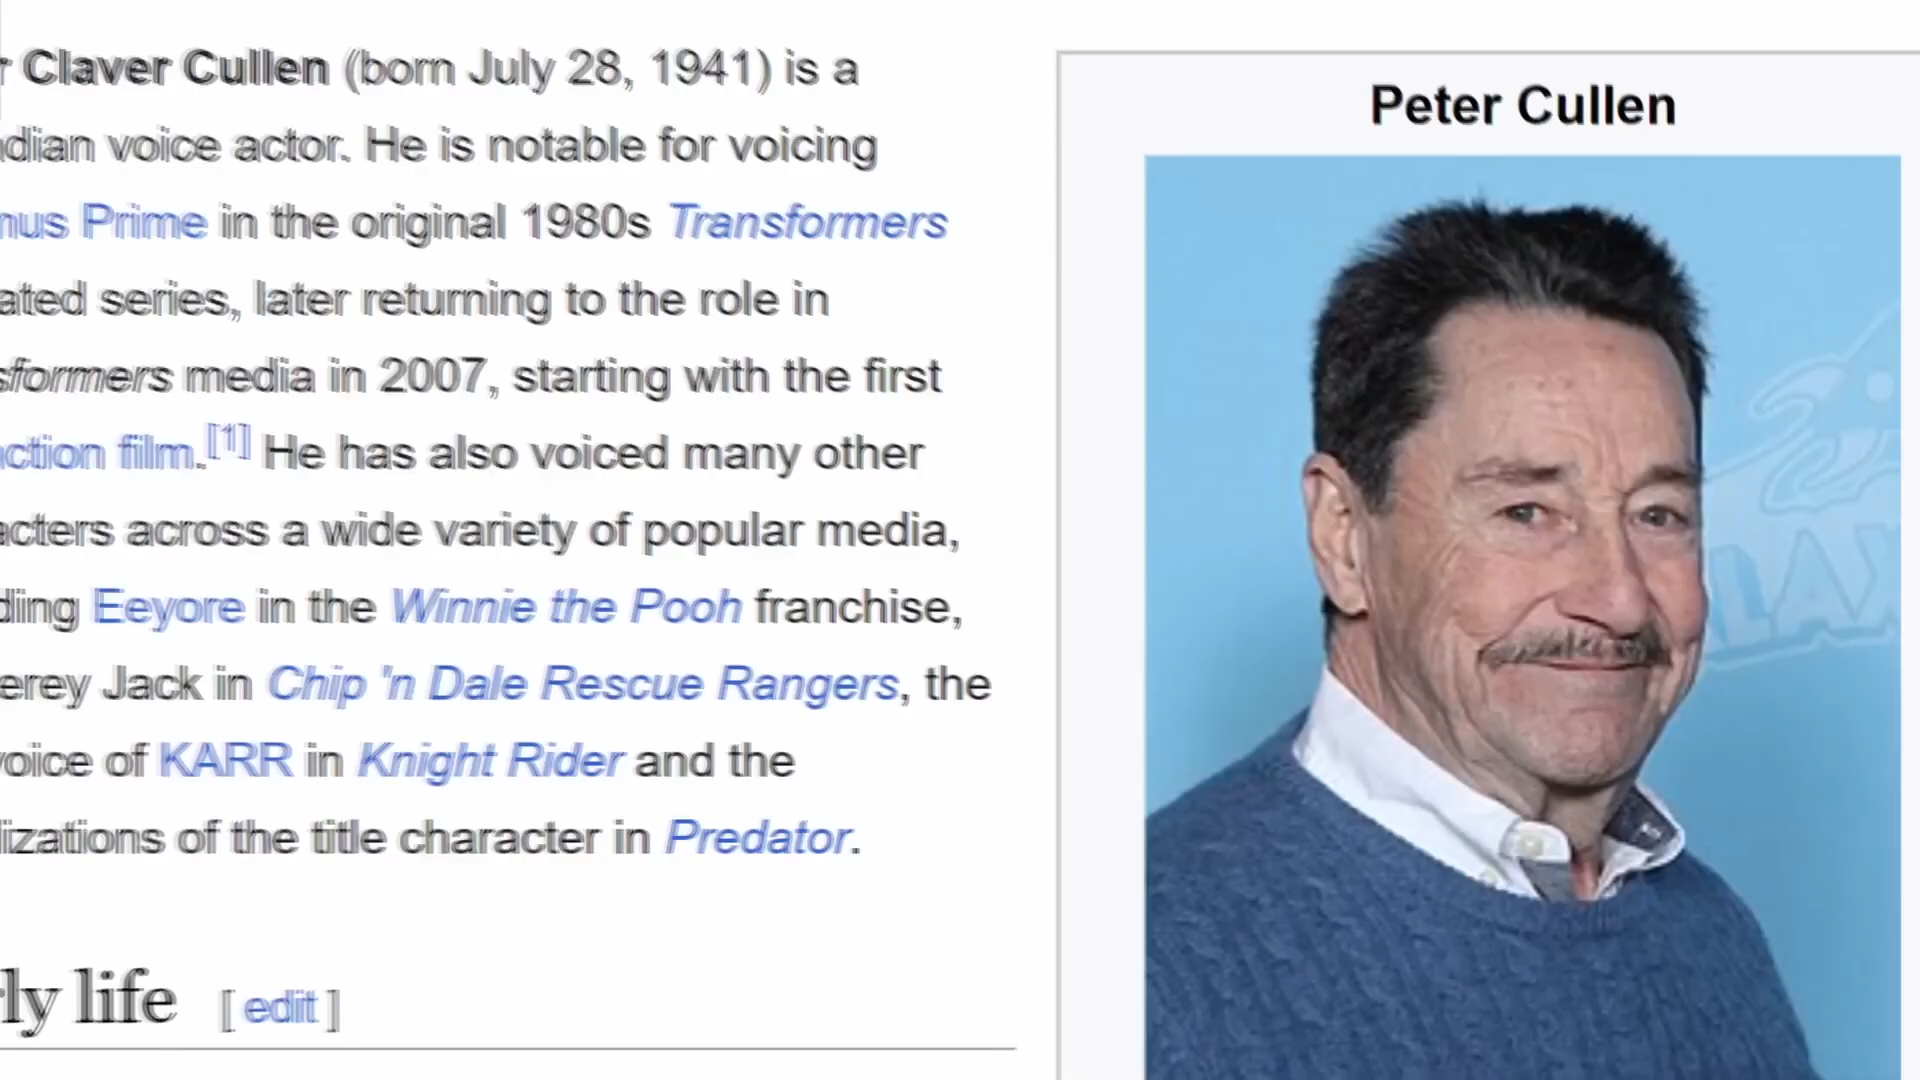 r Claver Cullen (born July 28, 1941) is a
dian voice actor. He is notable for voicing
nus Prime in the original 1980s Transformers
ated series, later returning to the role in
sformers media in 2007, starting with the first
ction film.[1] He has also voiced many other
acters across a wide variety of popular media,
ding Eeyore in the Winnie the Pooh franchise,
erey Jack in Chip 'n Dale Rescue Rangers, the
voice of KARR in Knight Rider and the
lizations of the title character in Predator.
rly life [ edit ]
Peter Cullen